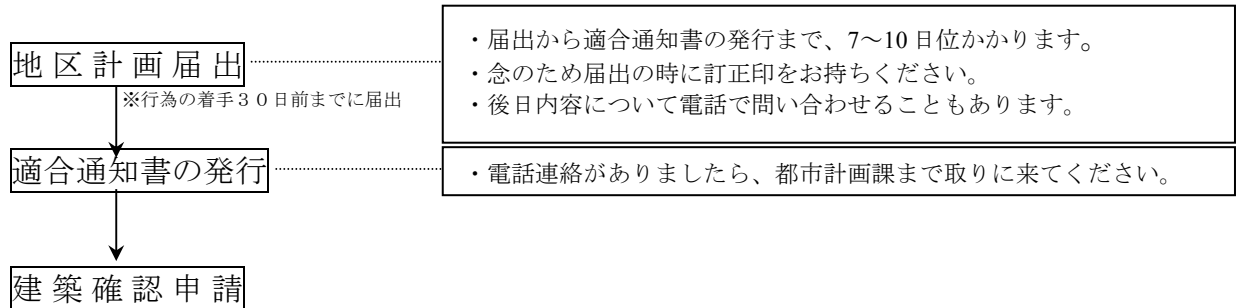 地区計画届出
・届出から適合通知書の発行まで、7～10日位かかります。
・念のため届出の時に訂正印をお持ちください。
・後日内容について電話で問い合わせることもあります。
※行為の着手３０日前までに届出
適合通知書の発行
・電話連絡がありましたら、都市計画課まで取りに来てください。
建築確認申請